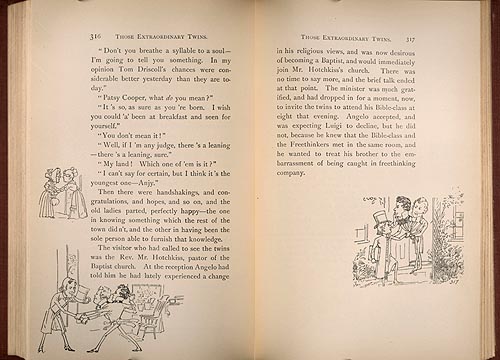 316 THOSE EXTRAORDINARY TWINS.
"Don't you breathe a syllable to a soul—
I'm going to tell you something. In my
opinion Tom Driscoll's chances were con-
siderable better yesterday than they are to-
day."
"Patsy Cooper, what do you mean?"
"It's so, as sure as you're born. I wish
you could 'a' been at breakfast and seen for
yourself."
"You don't mean it!"
"Well, if I'm any judge, there's a leaning
—there's a leaning, sure."
"My land! Which one of 'em is it?"
"I can't say for certain, but I think it's the
youngest one—Anjy."
Then there were handshakings, and con-
gratulations, and hopes, and so on, and the
old ladies parted, perfectly happy—the one
in knowing something which the rest of the
town didn't, and the other in having been the
sole person able to furnish that knowledge.
The visitor who had called to see the twins
was the Rev. Mr. Hotchkiss, pastor of the
Baptist church. At the reception Angelo had
told him he had lately experienced a change
THOSE EXTRAORDINARY TWINS. 317
in his religious views, and was now desirous
of becoming a Baptist, and would immediately
join Mr. Hotchkiss's church. There was
no time to say more, and the brief talk ended
at that point. The minister was much grat-
ified, and had dropped in for a moment, now,
to invite the twins to attend his Bible-class at
eight that evening. Angelo accepted, and
was expecting Luigi to decline, but he did
not, because he knew that the Bible-class and
the Freethinkers met in the same room, and
he wanted to treat his brother to the em-
barrassment of being caught in freethinking
company.
317